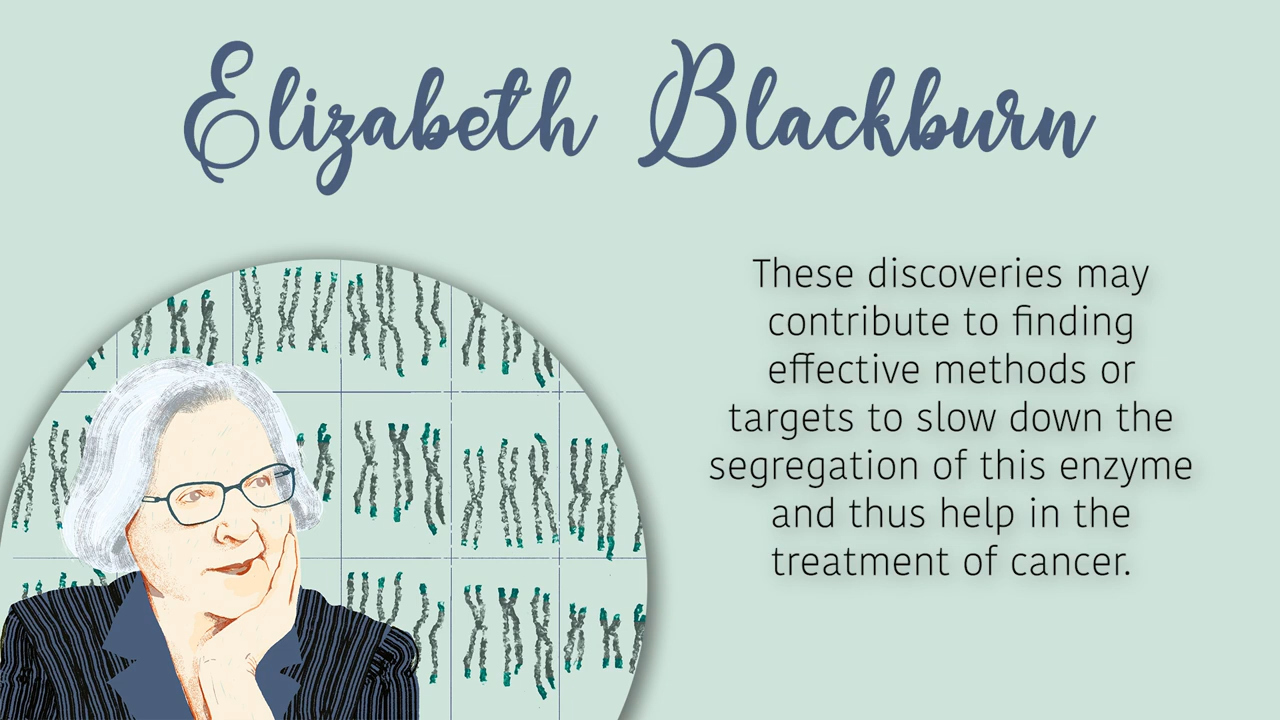 Elizabeth Blackburn
These discoveries may
contribute to finding
effective methods or
targets to slow down the
segregation of this enzyme
and thus help in the
treatment of cancer.